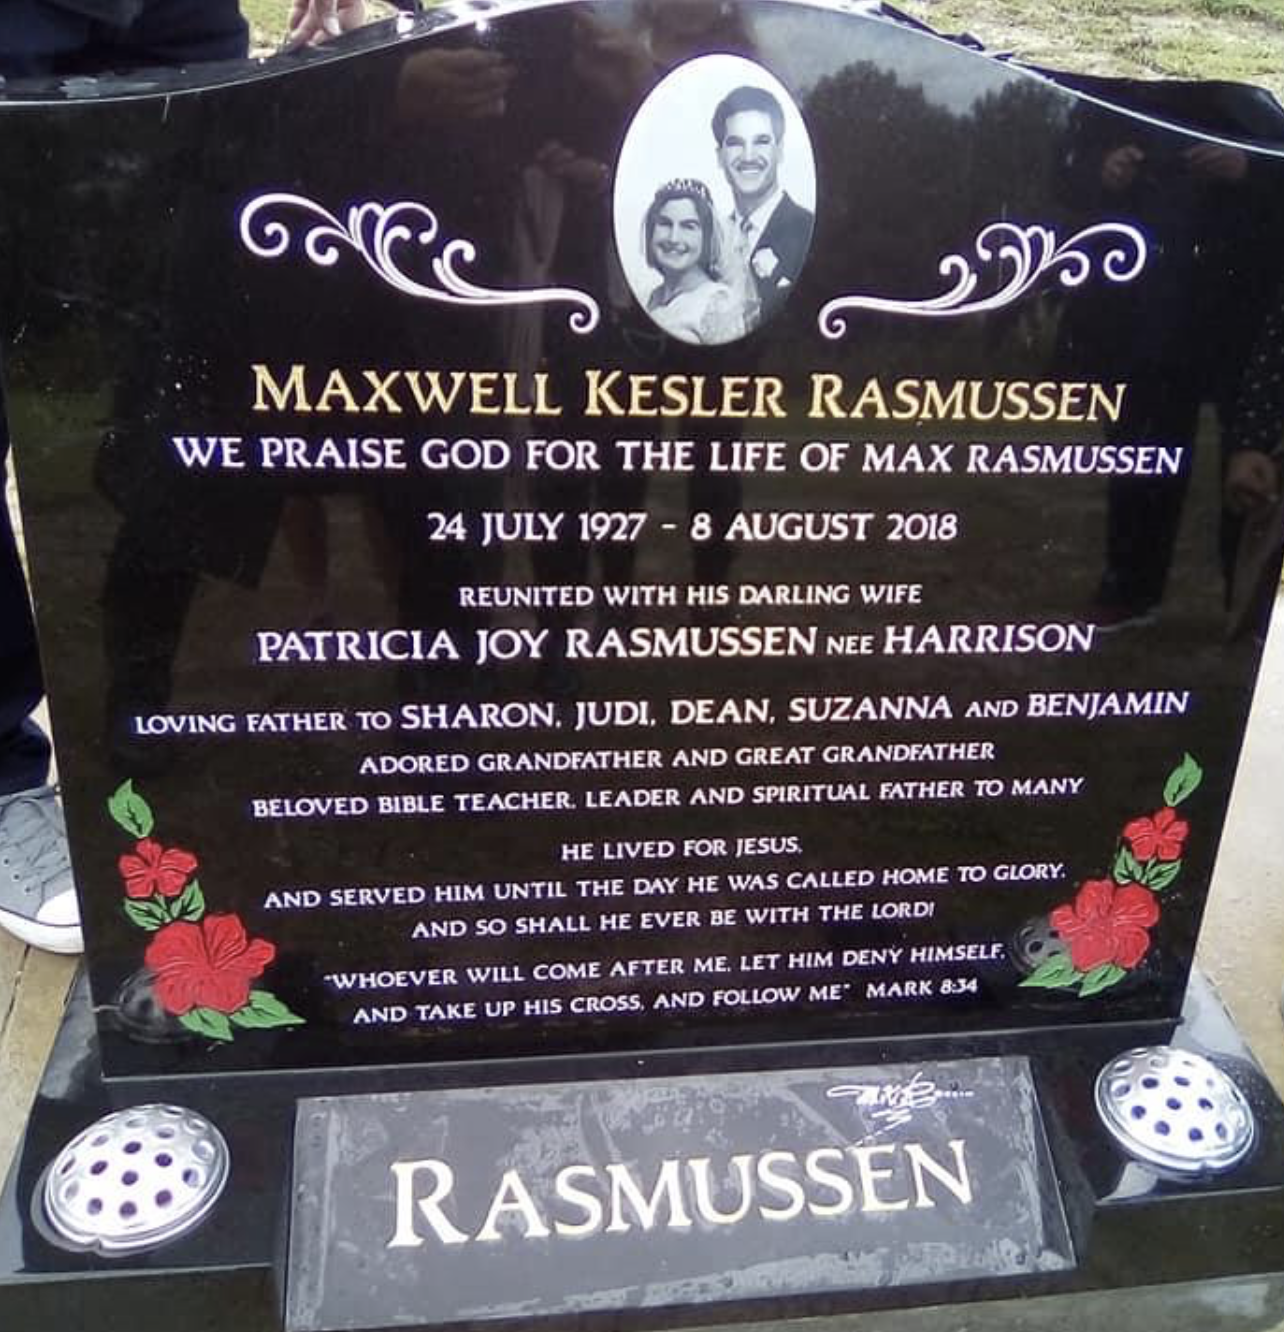 MAXWELL KESLER RASMUSSEN
WE PRAISE GOD FOR THE LIFE OF MAX RASMUSSEN
24 JULY 1927 - 8 AUGUST 2018
REUNITED WITH HIS DARLING WIFE
PATRICIA JOY RASMUSSEN NEE HARRISON
LOVING FATHER TO SHARON, JUDI, DEAN, SUZANNA AND BENJAMIN
ADORED GRANDFATHER AND GREAT GRANDFATHER
BELOVED BIBLE TEACHER, LEADER AND SPIRITUAL FATHER TO MANY
HE LIVED FOR JESUS,
AND SERVED HIM UNTIL THE DAY HE WAS CALLED HOME TO GLORY.
AND SO SHALL HE EVER BE WITH THE LORD!
"WHOEVER WILL COME AFTER ME, LET HIM DENY HIMSELF,
AND TAKE UP HIS CROSS, AND FOLLOW ME" MARK 8:34
RASMUSSEN